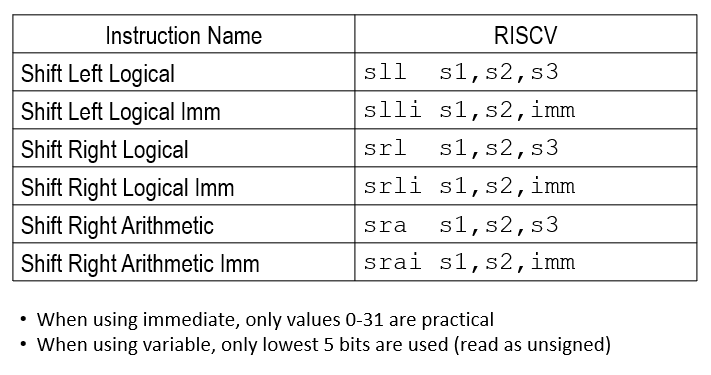 Instruction Name RISCV
Shift Left Logical sll s1,s2,s3
Shift Left Logical Imm slli s1,s2,imm
Shift Right Logical srl s1,s2,s3
Shift Right Logical Imm srli s1,s2,imm
Shift Right Arithmetic sra s1,s2,s3
Shift Right Arithmetic Imm srai s1,s2,imm
• When using immediate, only values 0-31 are practical
• When using variable, only lowest 5 bits are used (read as unsigned)